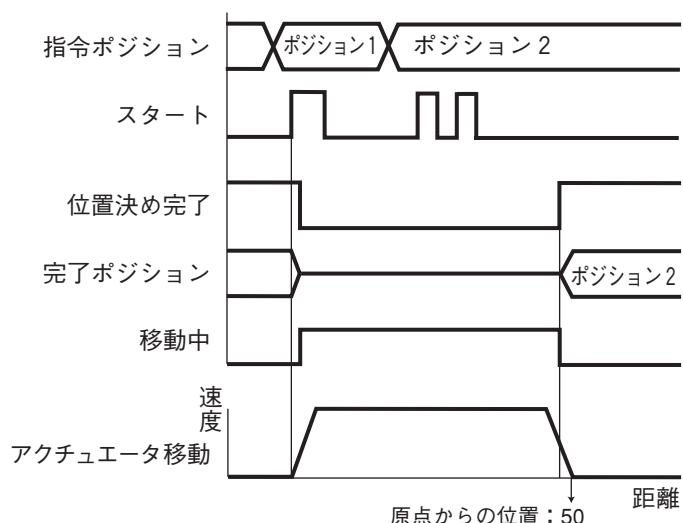 指令ポジション
ポジション1
ポジション2
スタート
位置決め完了
完了ポジション
ポジション2
移動中
速度
アクチュエータ移動
距離
原点からの位置:50